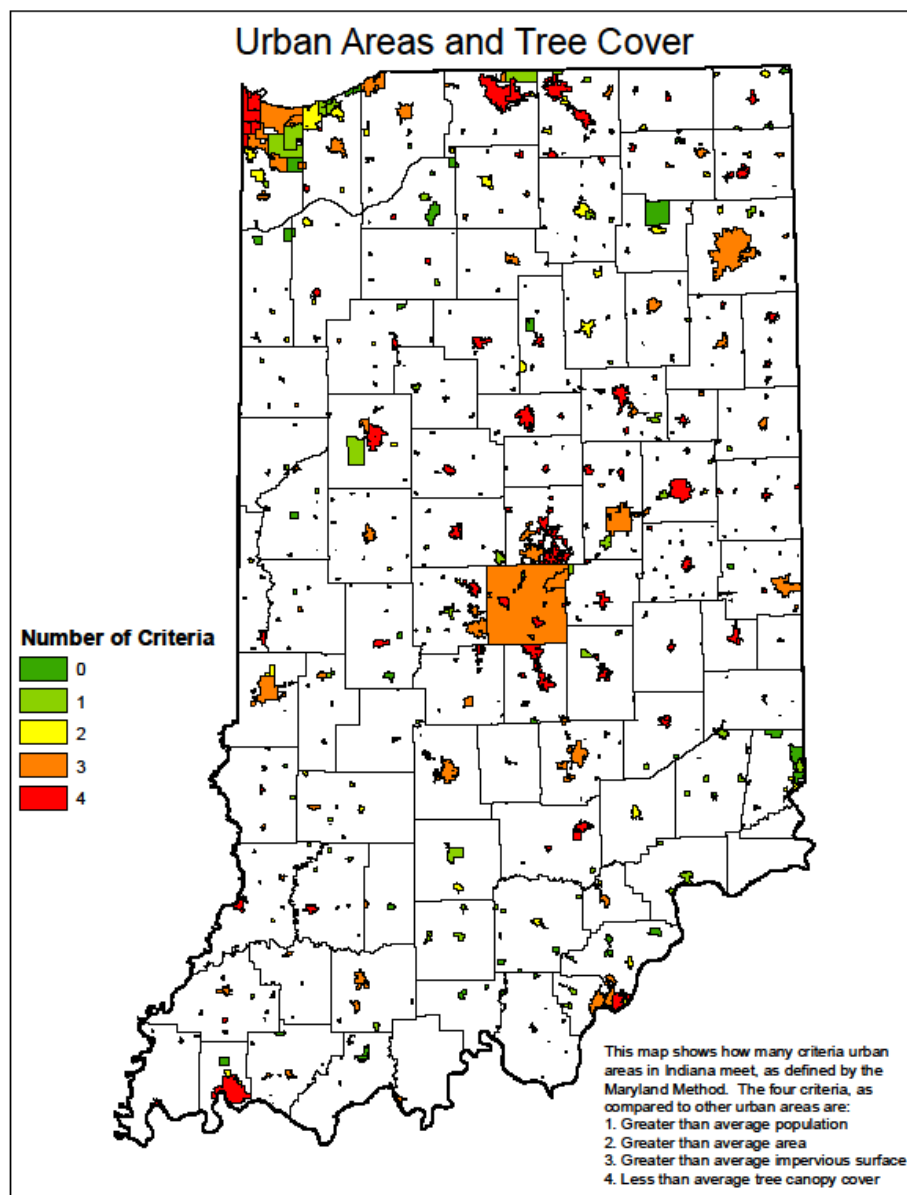 Urban Areas and Tree Cover
Number of Criteria
0
1
2
3
4
This map shows how many criteria urban
areas in Indiana meet, as defined by the
Maryland Method. The four criteria, as
compared to other urban areas are:
1. Greater than average population
2. Greater than average area
3. Greater than average impervious surface
4. Less than average tree canopy cover